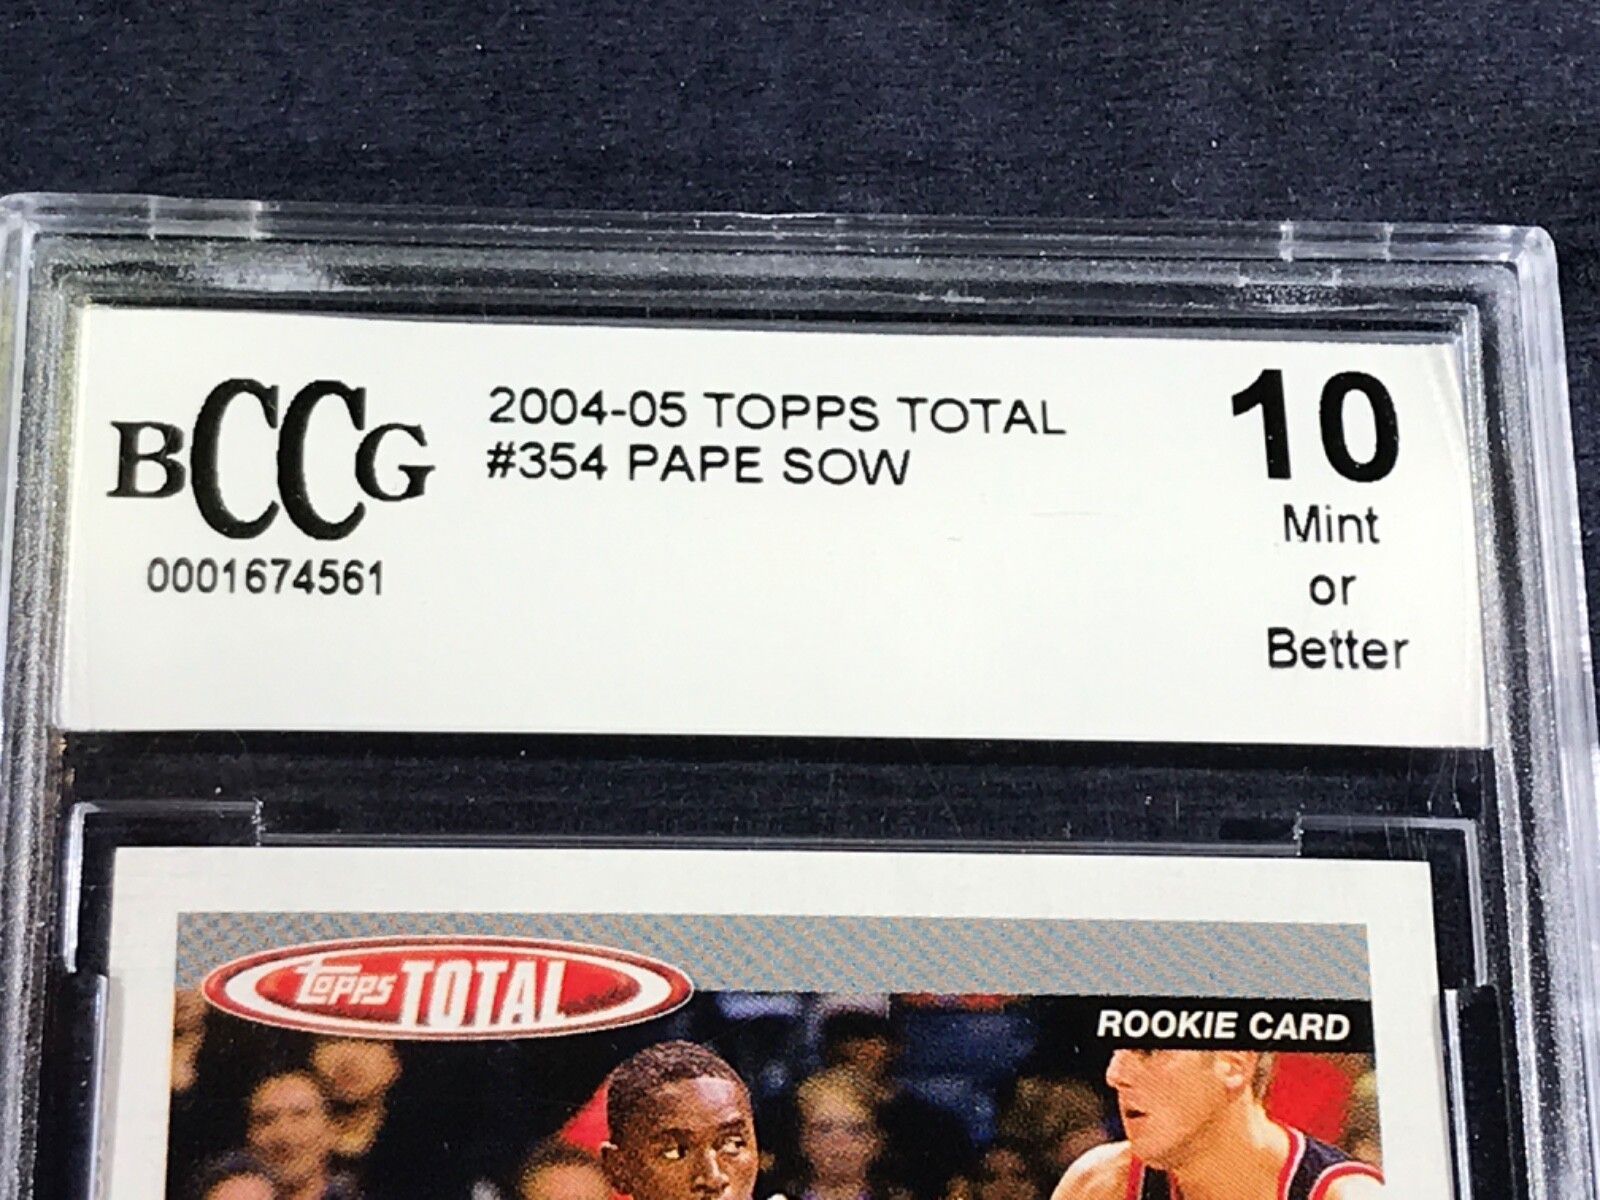 BCCG
0001674561
2004-05 TOPPS TOTAL
#354 PAPE SOW
10
Mint
or
Better
Topps TOTAL
ROOKIE CARD